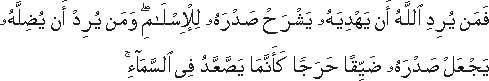 فَمَن يُرِدِ ٱللَّهُ أَن يَهْدِيَهُۥ يَشْرَحْ صَدْرَهُۥ لِلْإِسْلَـٰمِ ۖ وَمَن يُرِدْ أَن يُضِلَّهُۥ
يَجْعَلْ صَدْرَهُۥ ضَيِّقًا حَرَجًا كَأَنَّمَا يَصَّعَّدُ فِى ٱلسَّمَآءِ ۚ